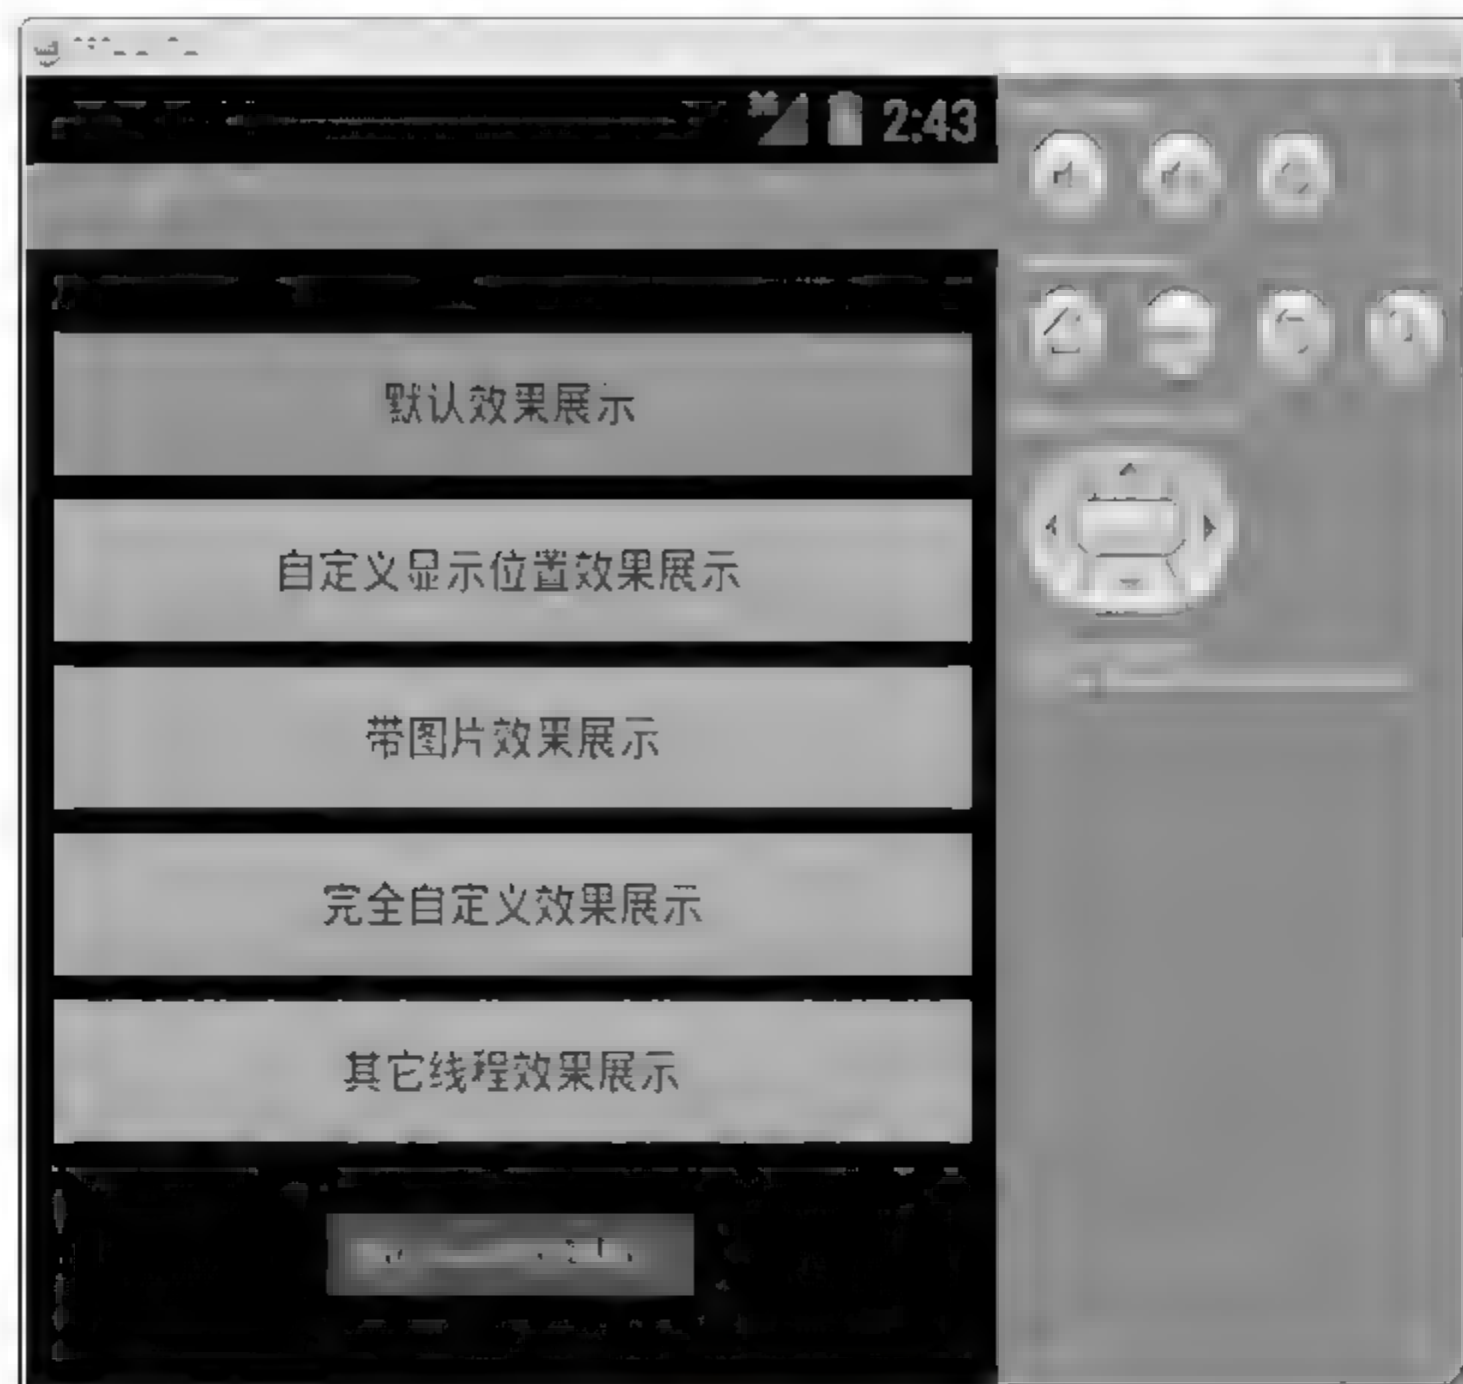 2:43
默认效果展示
自定义显示位置效果展示
带图片效果展示
完全自定义效果展示
其它线程效果展示